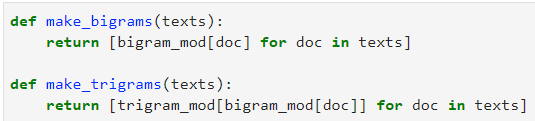 def make_bigrams(texts):
    return [bigram_mod[doc] for doc in texts]

def make_trigrams(texts):
    return [trigram_mod[bigram_mod[doc]] for doc in texts]